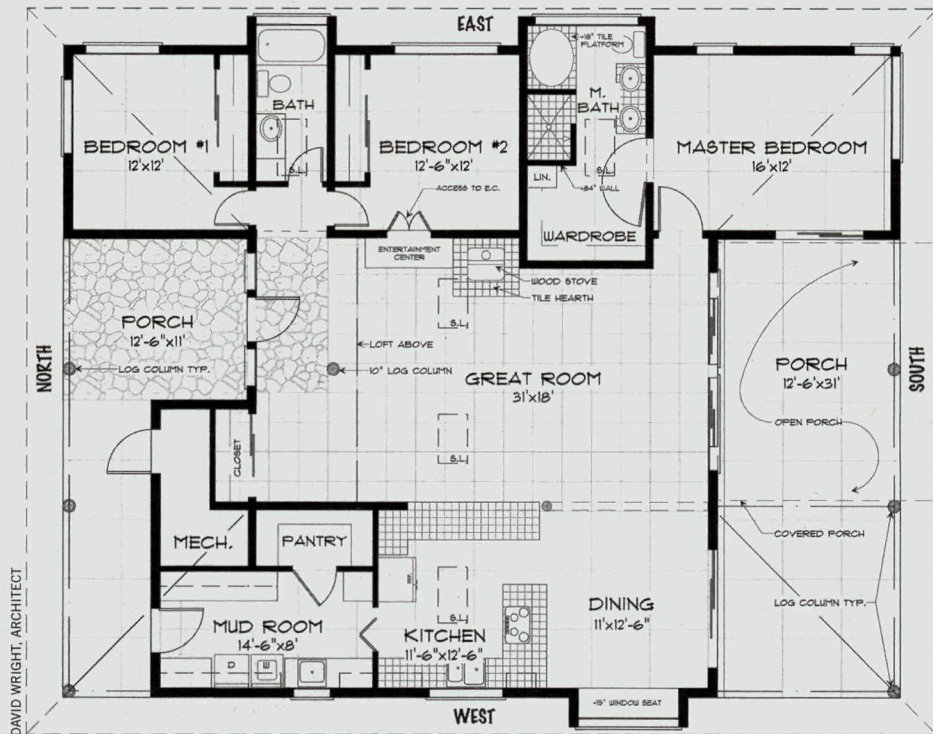 EAST
18" TILE
PLATFORM
BATH
M.
BATH
BEDROOM #1
12'x12'
BEDROOM #2
12'-6"x12'
MASTER BEDROOM
16'x12'
S.L.
S.L.
LIN.
ACCESS TO E.C.
WARDROBE
ENTERTAINMENT
CENTER
WOOD STOVE
TILE HEARTH
PORCH
12'-6"x11'
S.L.
LOFT ABOVE
NORTH
LOG COLUMN TYP.
10" LOG COLUMN
GREAT ROOM
31'x18'
PORCH
12'-6'x31'
SOUTH
OPEN PORCH
CLOSET
S.L.
MECH.
PANTRY
COVERED PORCH
REF.
S.L.
DINING
11'x12'-6"
LOG COLUMN TYP.
MUD ROOM
14'-6"x8'
KITCHEN
11'-6"x12'-6"
D
WEST
WINDOW SEAT
DAVID WRIGHT, ARCHITECT